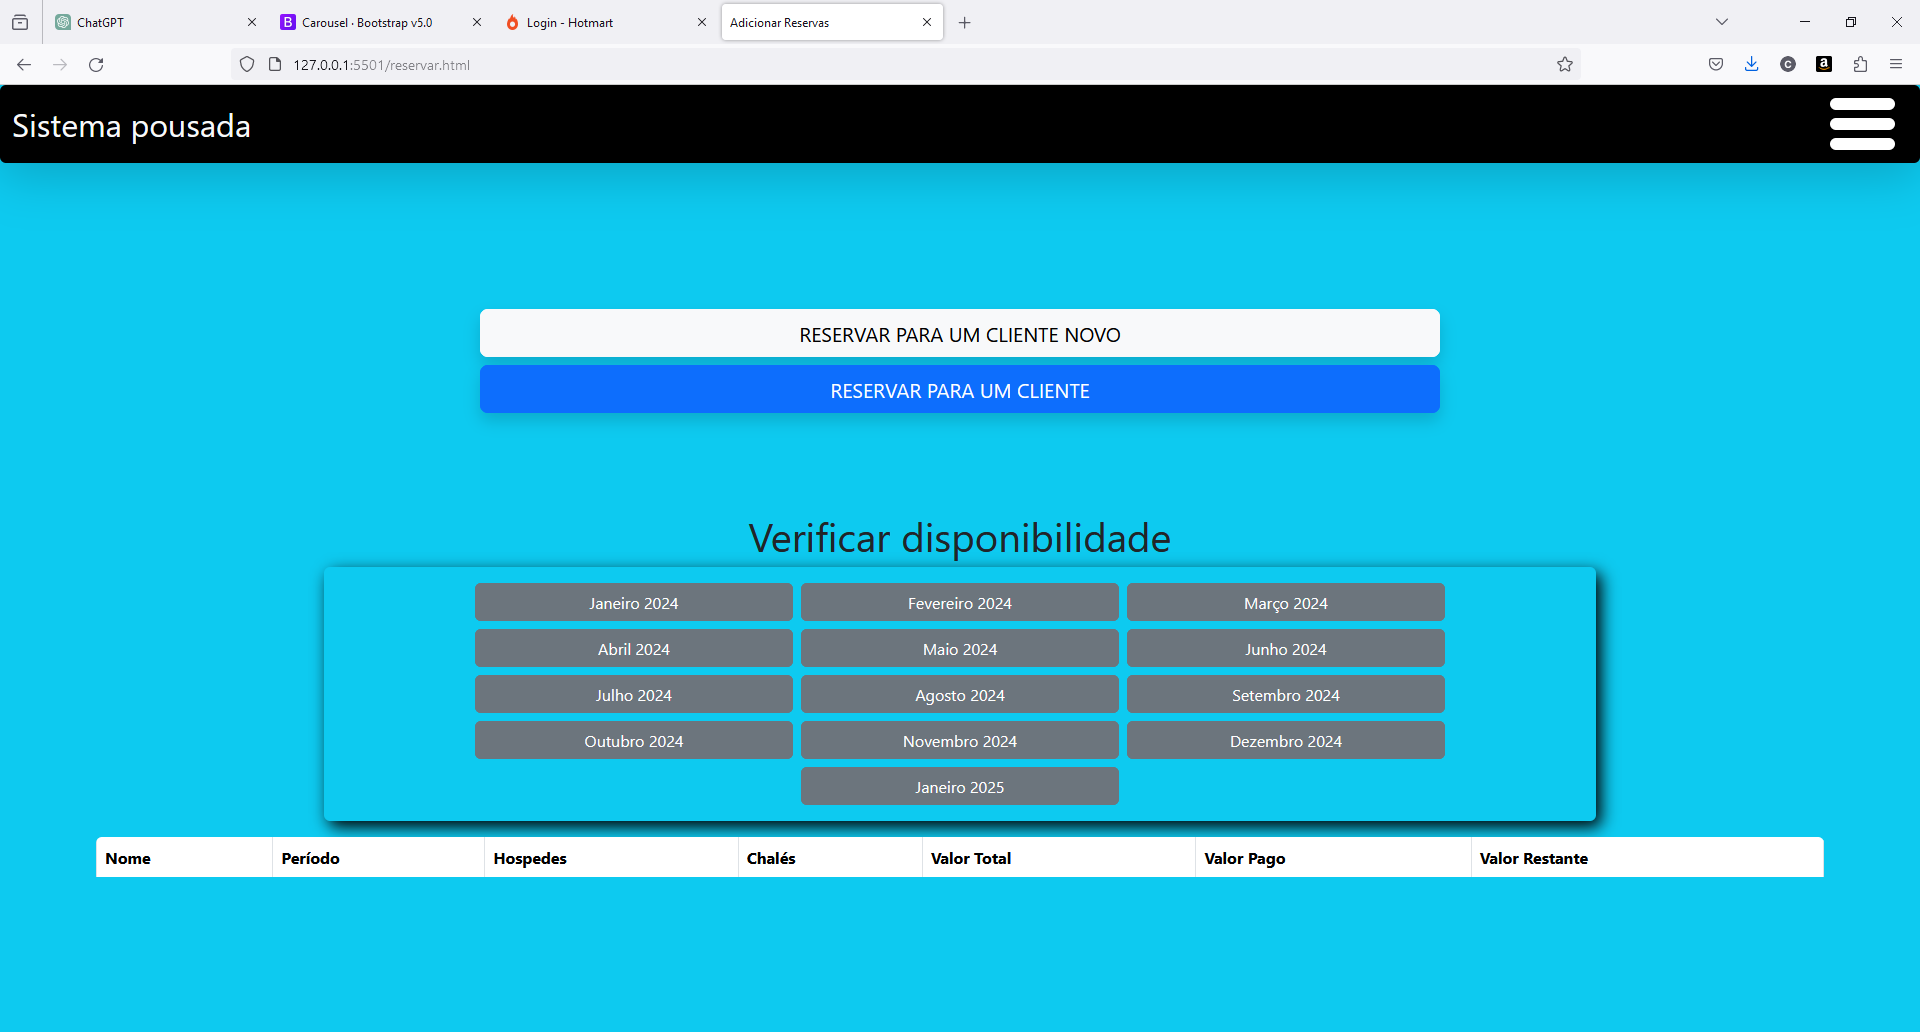 ChatGPT
Carousel · Bootstrap v5.0
Login - Hotmart
Adicionar Reservas
127.0.0.1:5501/reservar.html
Sistema pousada
RESERVAR PARA UM CLIENTE NOVO
RESERVAR PARA UM CLIENTE
Verificar disponibilidade
Janeiro 2024 Fevereiro 2024 Março 2024
Abril 2024 Maio 2024 Junho 2024
Julho 2024 Agosto 2024 Setembro 2024
Outubro 2024 Novembro 2024 Dezembro 2024
Janeiro 2025
Nome Período Hospedes Chalés Valor Total Valor Pago Valor Restante